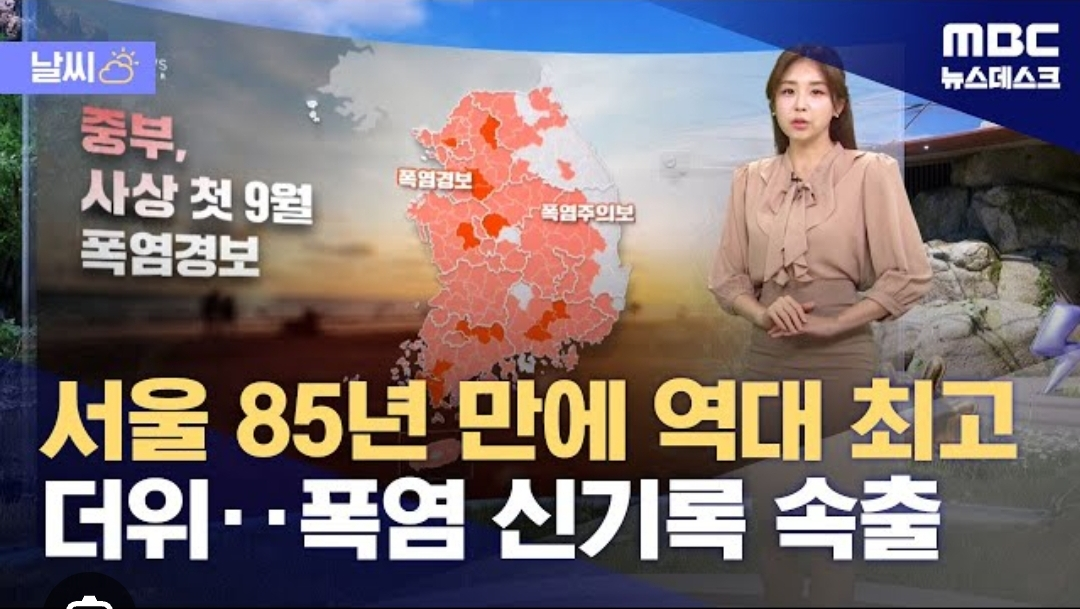 날씨
MBC
뉴스데스크
중부,
사상 첫 9월
폭염경보
폭염경보
폭염주의보
서울 85년 만에 역대 최고
더위‥폭염 신기록 속출